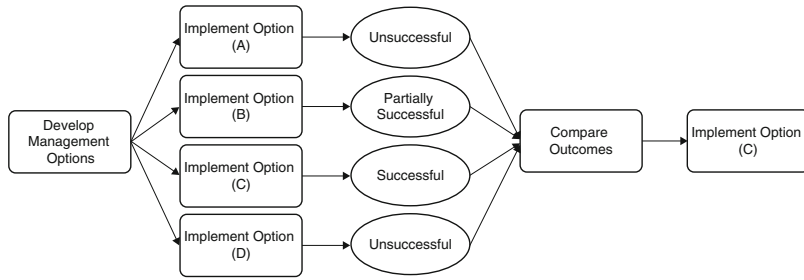 Develop
Management
Options
Implement Option
(A)
Unsuccessful
Implement Option
(B)
Partially
Successful
Implement Option
(C)
Successful
Implement Option
(D)
Unsuccessful
Compare
Outcomes
Implement Option
(C)